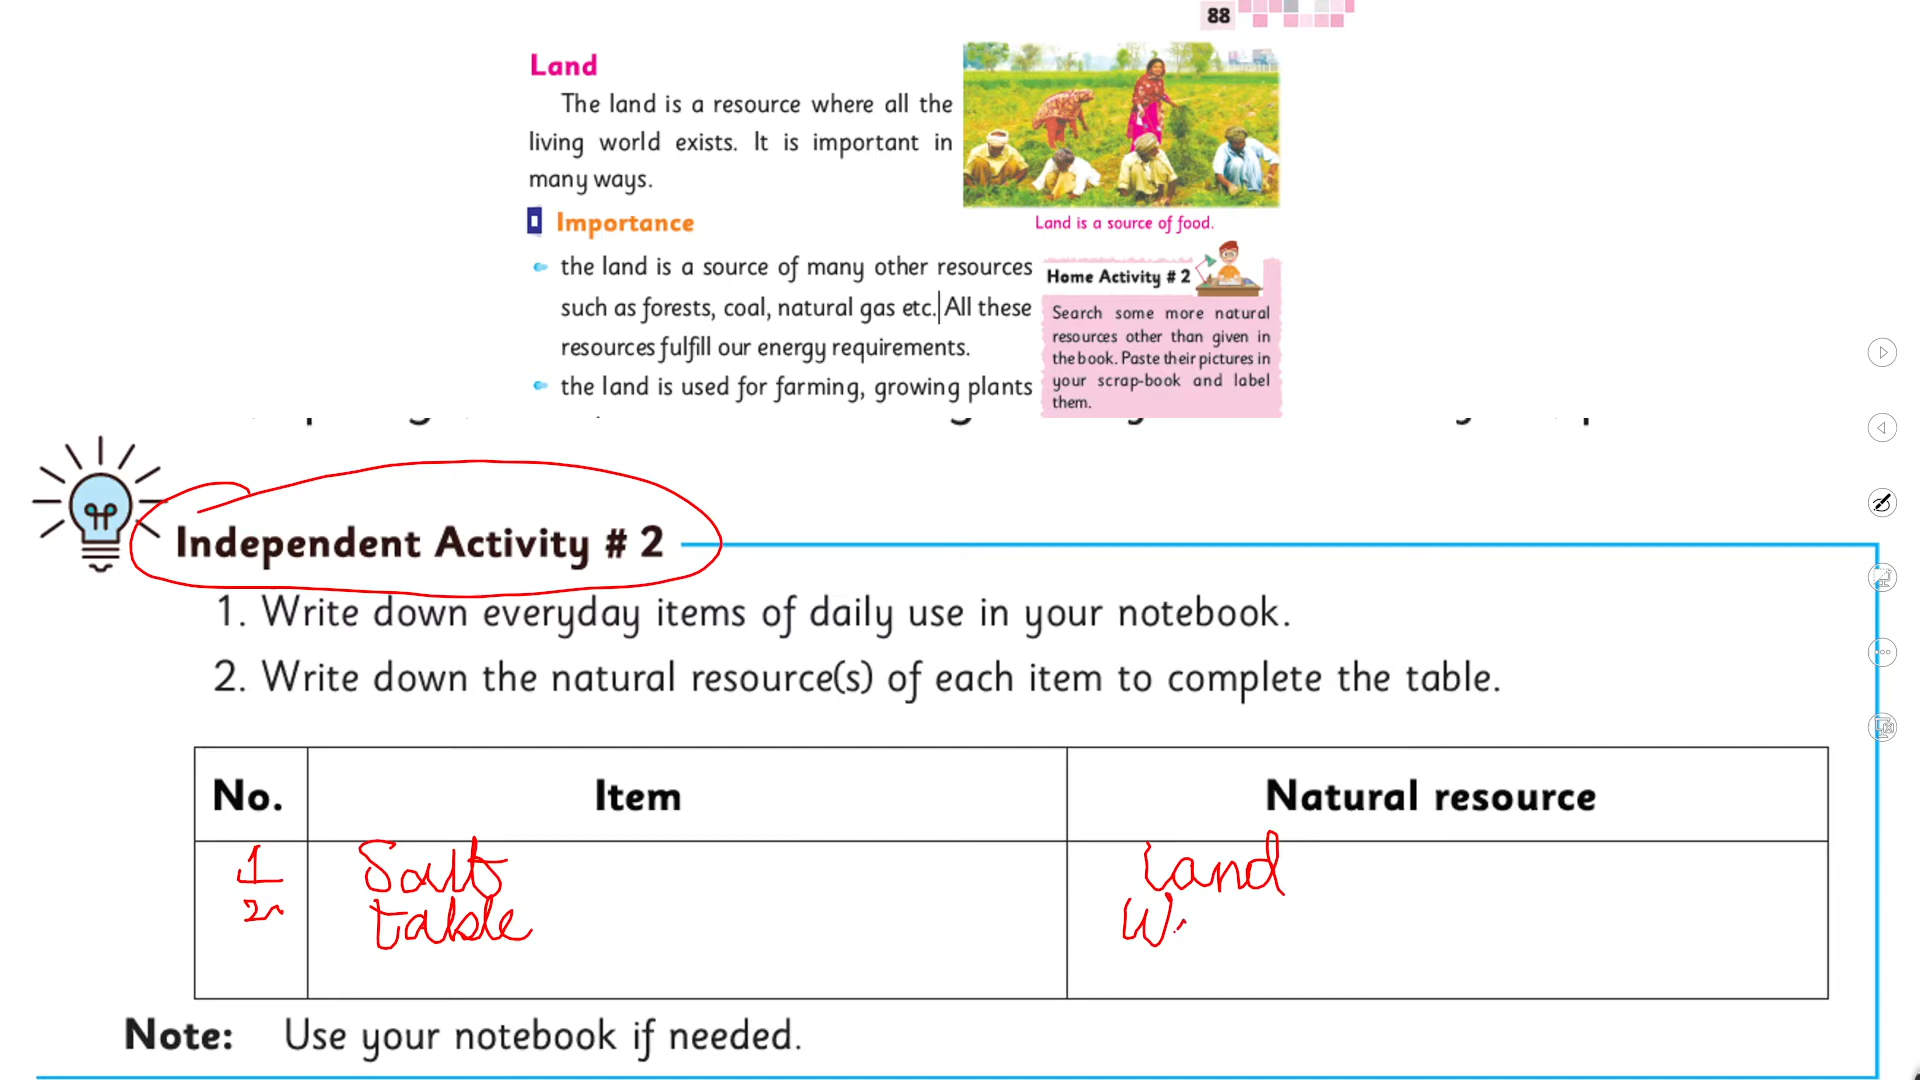 88
Land
The land is a resource where all the
living world exists. It is important in
many ways.
Land is a source of food.
Importance
the land is a source of many other resources
such as forests, coal, natural gas etc. All these
resources fulfill our energy requirements.
the land is used for farming, growing plants
Home Activity # 2
Search some more natural
resources other than given in
the book. Paste their pictures in
your scrap-book and label
them.
Independent Activity # 2
1. Write down everyday items of daily use in your notebook.
2. Write down the natural resource(s) of each item to complete the table.
No. Item Natural resource
1 Salt Land
2 table W
Note: Use your notebook if needed.